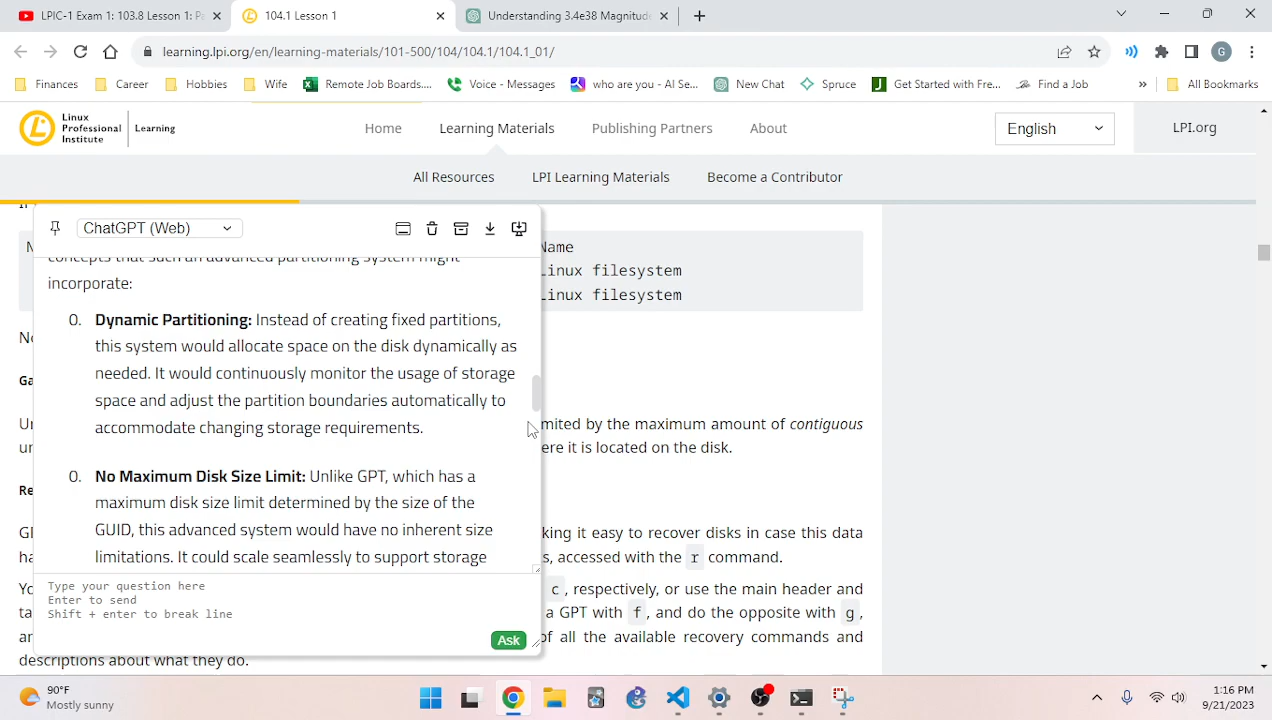 LPIC-1 Exam 1: 103.8 Lesson 1: Pa
104.1 Lesson 1
Understanding 3.4e38 Magnitude
learning.lpi.org/en/learning-materials/101-500/104/104.1/104.1_01/
G
Finances
Career
Hobbies
Wife
Remote Job Boards....
Voice - Messages
who are you - AI Se...
New Chat
Spruce
Get Started with Fre...
Find a Job
»
All Bookmarks
Linux
Professional
Institute
Learning
Home
Learning Materials
Publishing Partners
About
English
LPI.org
All Resources
LPI Learning Materials
Become a Contributor
ChatGPT (Web)
Name
Linux filesystem
Linux filesystem
concepts that such an advanced partitioning system might
incorporate:
0. Dynamic Partitioning: Instead of creating fixed partitions,
this system would allocate space on the disk dynamically as
needed. It would continuously monitor the usage of storage
space and adjust the partition boundaries automatically to
accommodate changing storage requirements.
0. No Maximum Disk Size Limit: Unlike GPT, which has a
maximum disk size limit determined by the size of the
GUID, this advanced system would have no inherent size
limitations. It could scale seamlessly to support storage
Type your question here
Enter to send
Shift + enter to break line
Ask
mited by the maximum amount of contiguous
ere it is located on the disk.
king it easy to recover disks in case this data
s, accessed with the r command.
c, respectively, or use the main header and
a GPT with f, and do the opposite with g,
of all the available recovery commands and
descriptions about what they do.
90°F
Mostly sunny
1:16 PM
9/21/2023